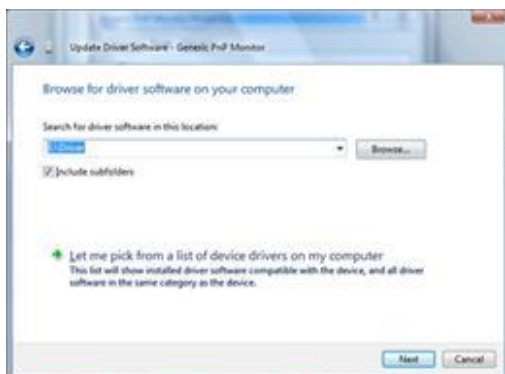 Update Driver Software - Generic PnP Monitor
Browse for driver software on your computer
Search for driver software in this location:
Browse...
Include subfolders
Let me pick from a list of device drivers on my computer
This list will show installed driver software compatible with the device, and all driver
software in the same category as the device.
Next
Cancel